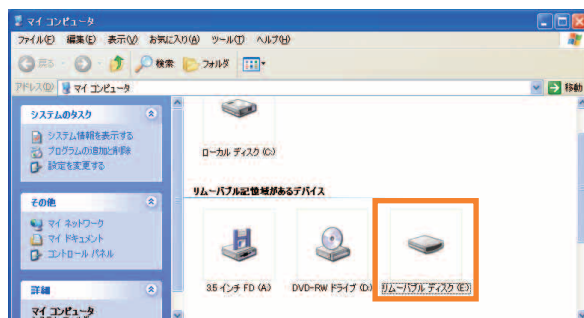 マイ コンピュータ
ファイル(F) 編集(E) 表示(V) お気に入り(A) ツール(T) ヘルプ(H)
戻る 検索 フォルダ
アドレス(D) マイ コンピュータ 移動
システムのタスク
システム情報を表示する
プログラムの追加と削除
設定を変更する
その他
マイ ネットワーク
マイ ドキュメント
コントロール パネル
詳細
マイ コンピュータ
ローカル ディスク (C:)
リムーバブル記憶域があるデバイス
3.5 インチ FD (A:)
DVD-RW ドライブ (D:)
リムーバブル ディスク (E:)